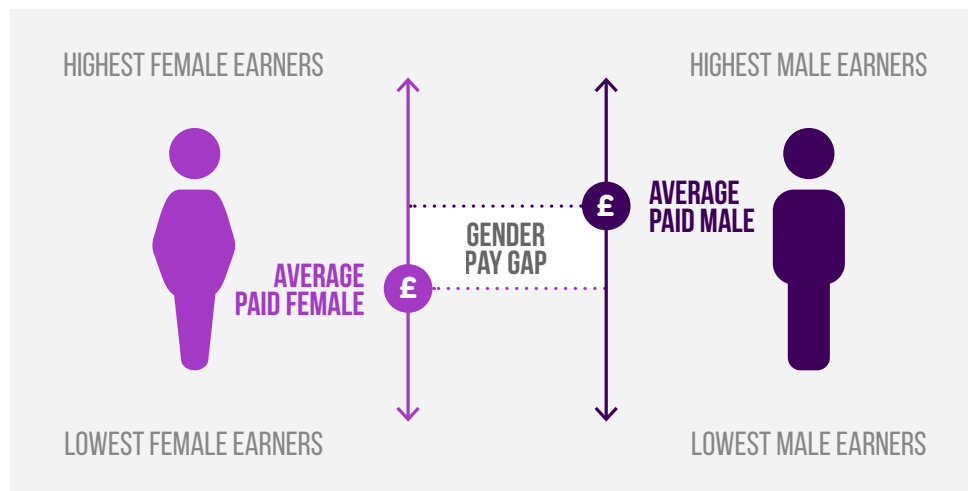 HIGHEST FEMALE EARNERS
HIGHEST MALE EARNERS
£
AVERAGE
PAID MALE
GENDER
PAY GAP
AVERAGE
PAID FEMALE
£
LOWEST FEMALE EARNERS
LOWEST MALE EARNERS